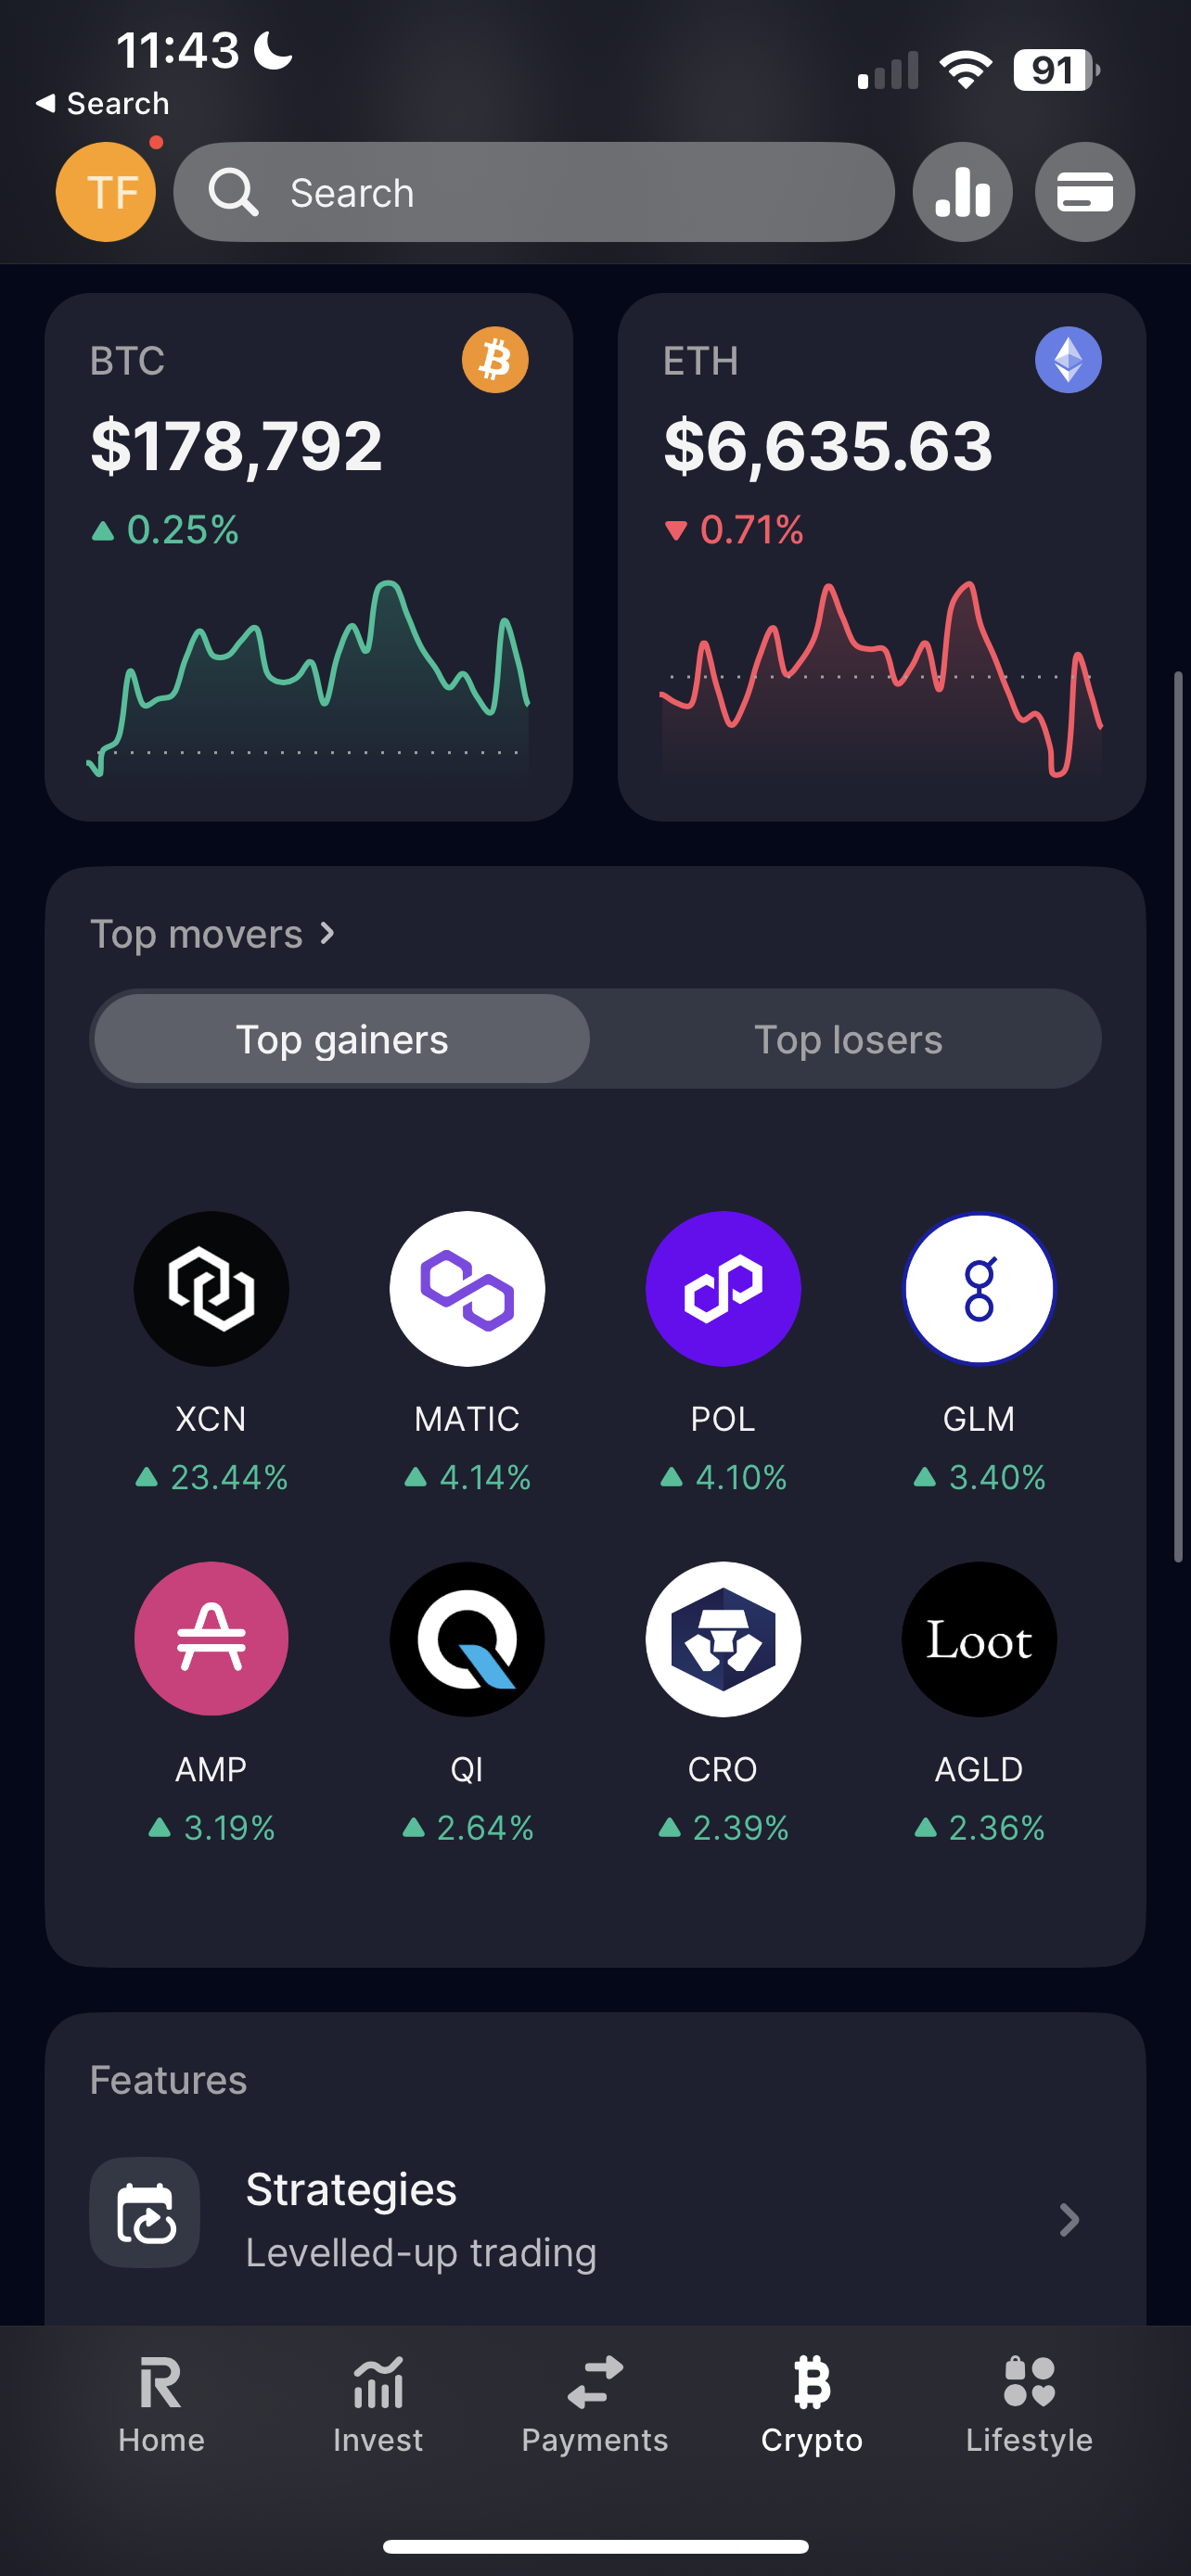 11:43
91
Search
TF
Search
BTC
ETH
$178,792
$6,635.63
0.25%
0.71%
Top movers
Top gainers
Top losers
XCN
MATIC
POL
GLM
23.44%
4.14%
4.10%
3.40%
Loot
AMP
QI
CRO
AGLD
3.19%
2.64%
2.39%
2.36%
Features
Strategies
Levelled-up trading
Home
Invest
Payments
Crypto
Lifestyle